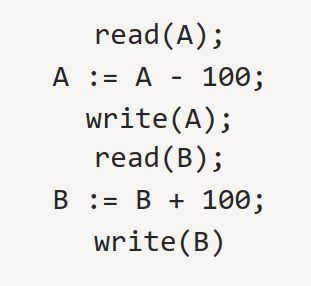 read(A);
A := A - 100;
write(A);
read(B);
B := B + 100;
write(B)